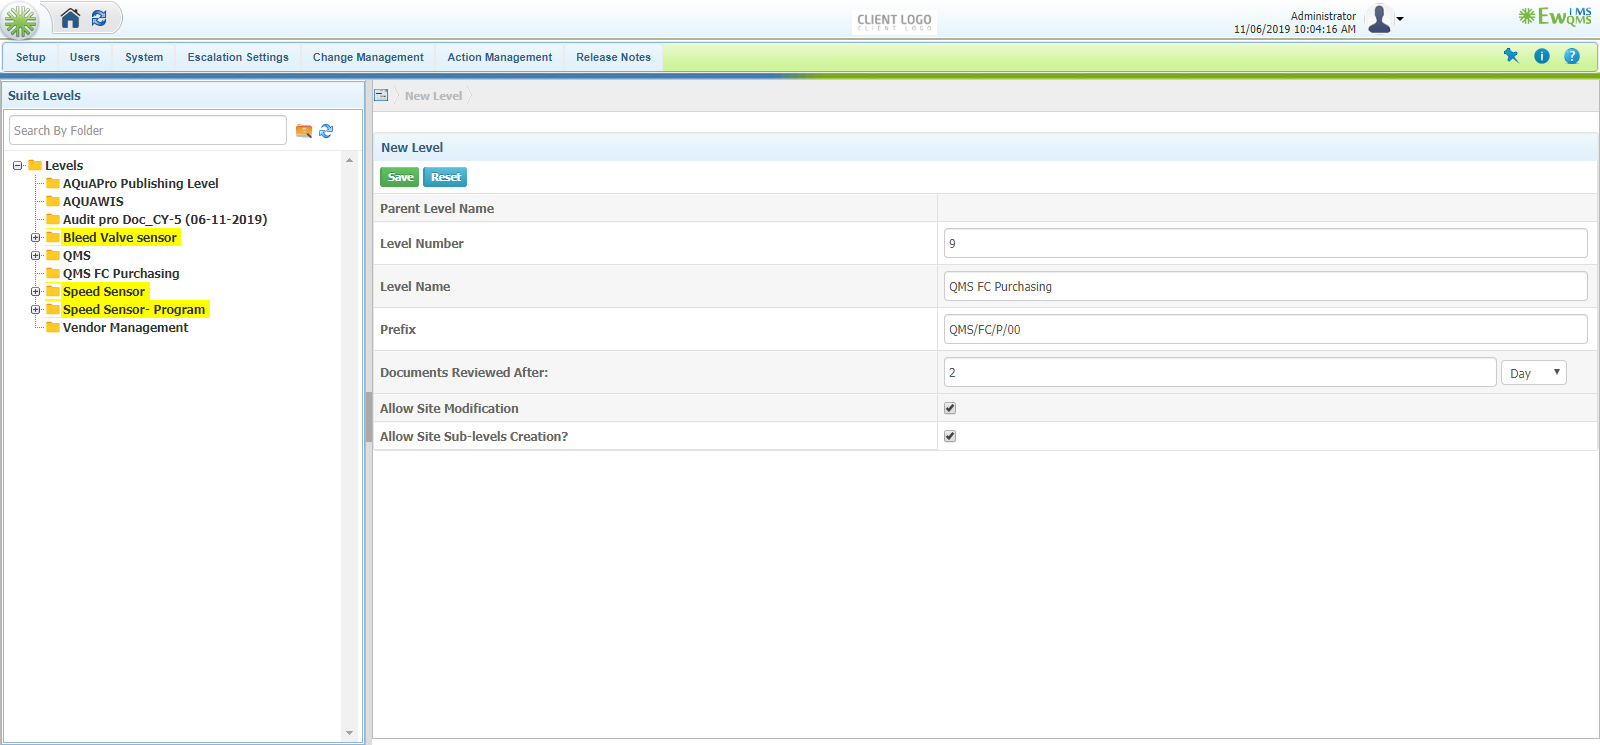 CLIENT LOGO
CLIENT LOGO
Administrator
11/06/2019 10:04:16 AM
EwQMS
IMS
Setup
Users
System
Escalation Settings
Change Management
Action Management
Release Notes
Suite Levels
Search By Folder
Levels
AQuAPro Publishing Level
AQUAWIS
Audit pro Doc_CY-5 (06-11-2019)
Bleed Valve sensor
QMS
QMS FC Purchasing
Speed Sensor
Speed Sensor- Program
Vendor Management
New Level
New Level
Save
Reset
Parent Level Name
Level Number
9
Level Name
QMS FC Purchasing
Prefix
QMS/FC/P/00
Documents Reviewed After:
2
Day
Allow Site Modification
Allow Site Sub-levels Creation?